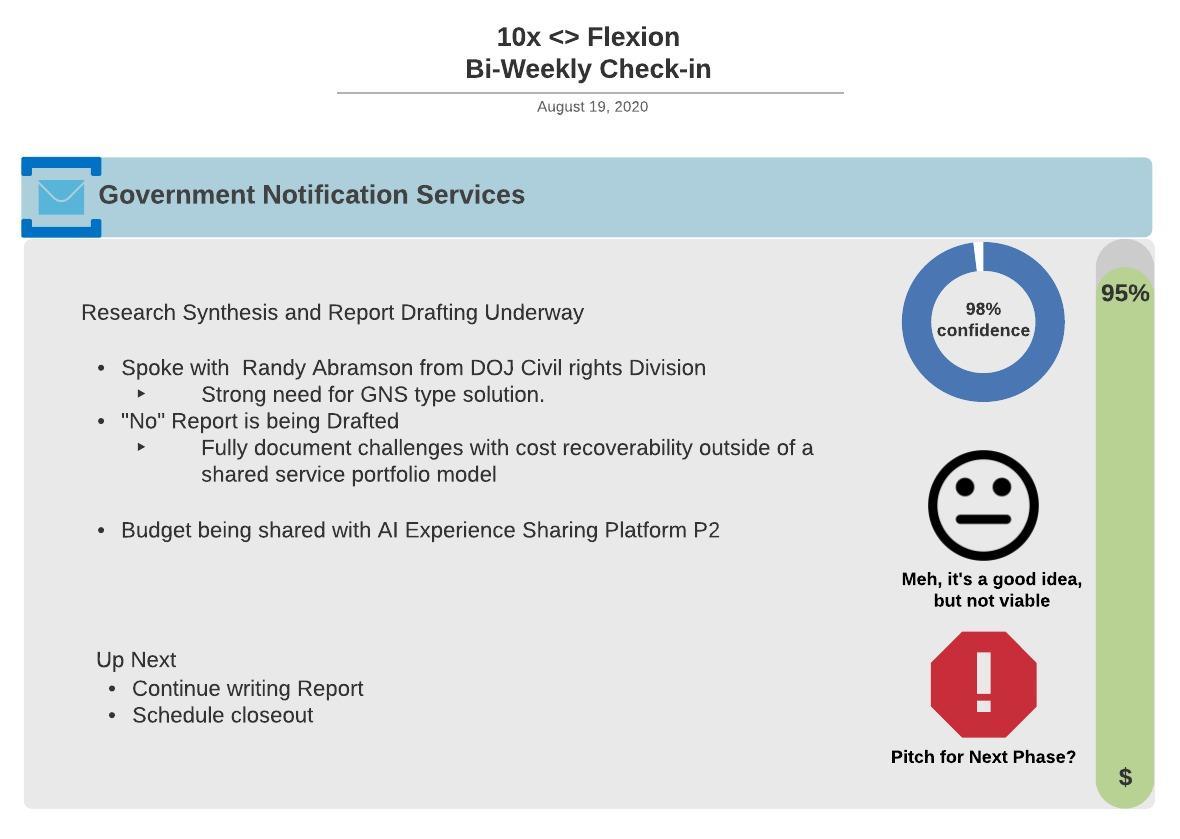 10x <> Flexion
Bi-Weekly Check-in
August 19, 2020
Government Notification Services
95%
98%
confidence
Research Synthesis and Report Drafting Underway
• Spoke with  Randy Abramson from DOJ Civil rights Division
‣ Strong need for GNS type solution.
• "No" Report is being Drafted
‣ Fully document challenges with cost recoverability outside of a
shared service portfolio model
• Budget being shared with AI Experience Sharing Platform P2
Meh, it's a good idea,
but not viable
Up Next
• Continue writing Report
• Schedule closeout
!
Pitch for Next Phase?
$